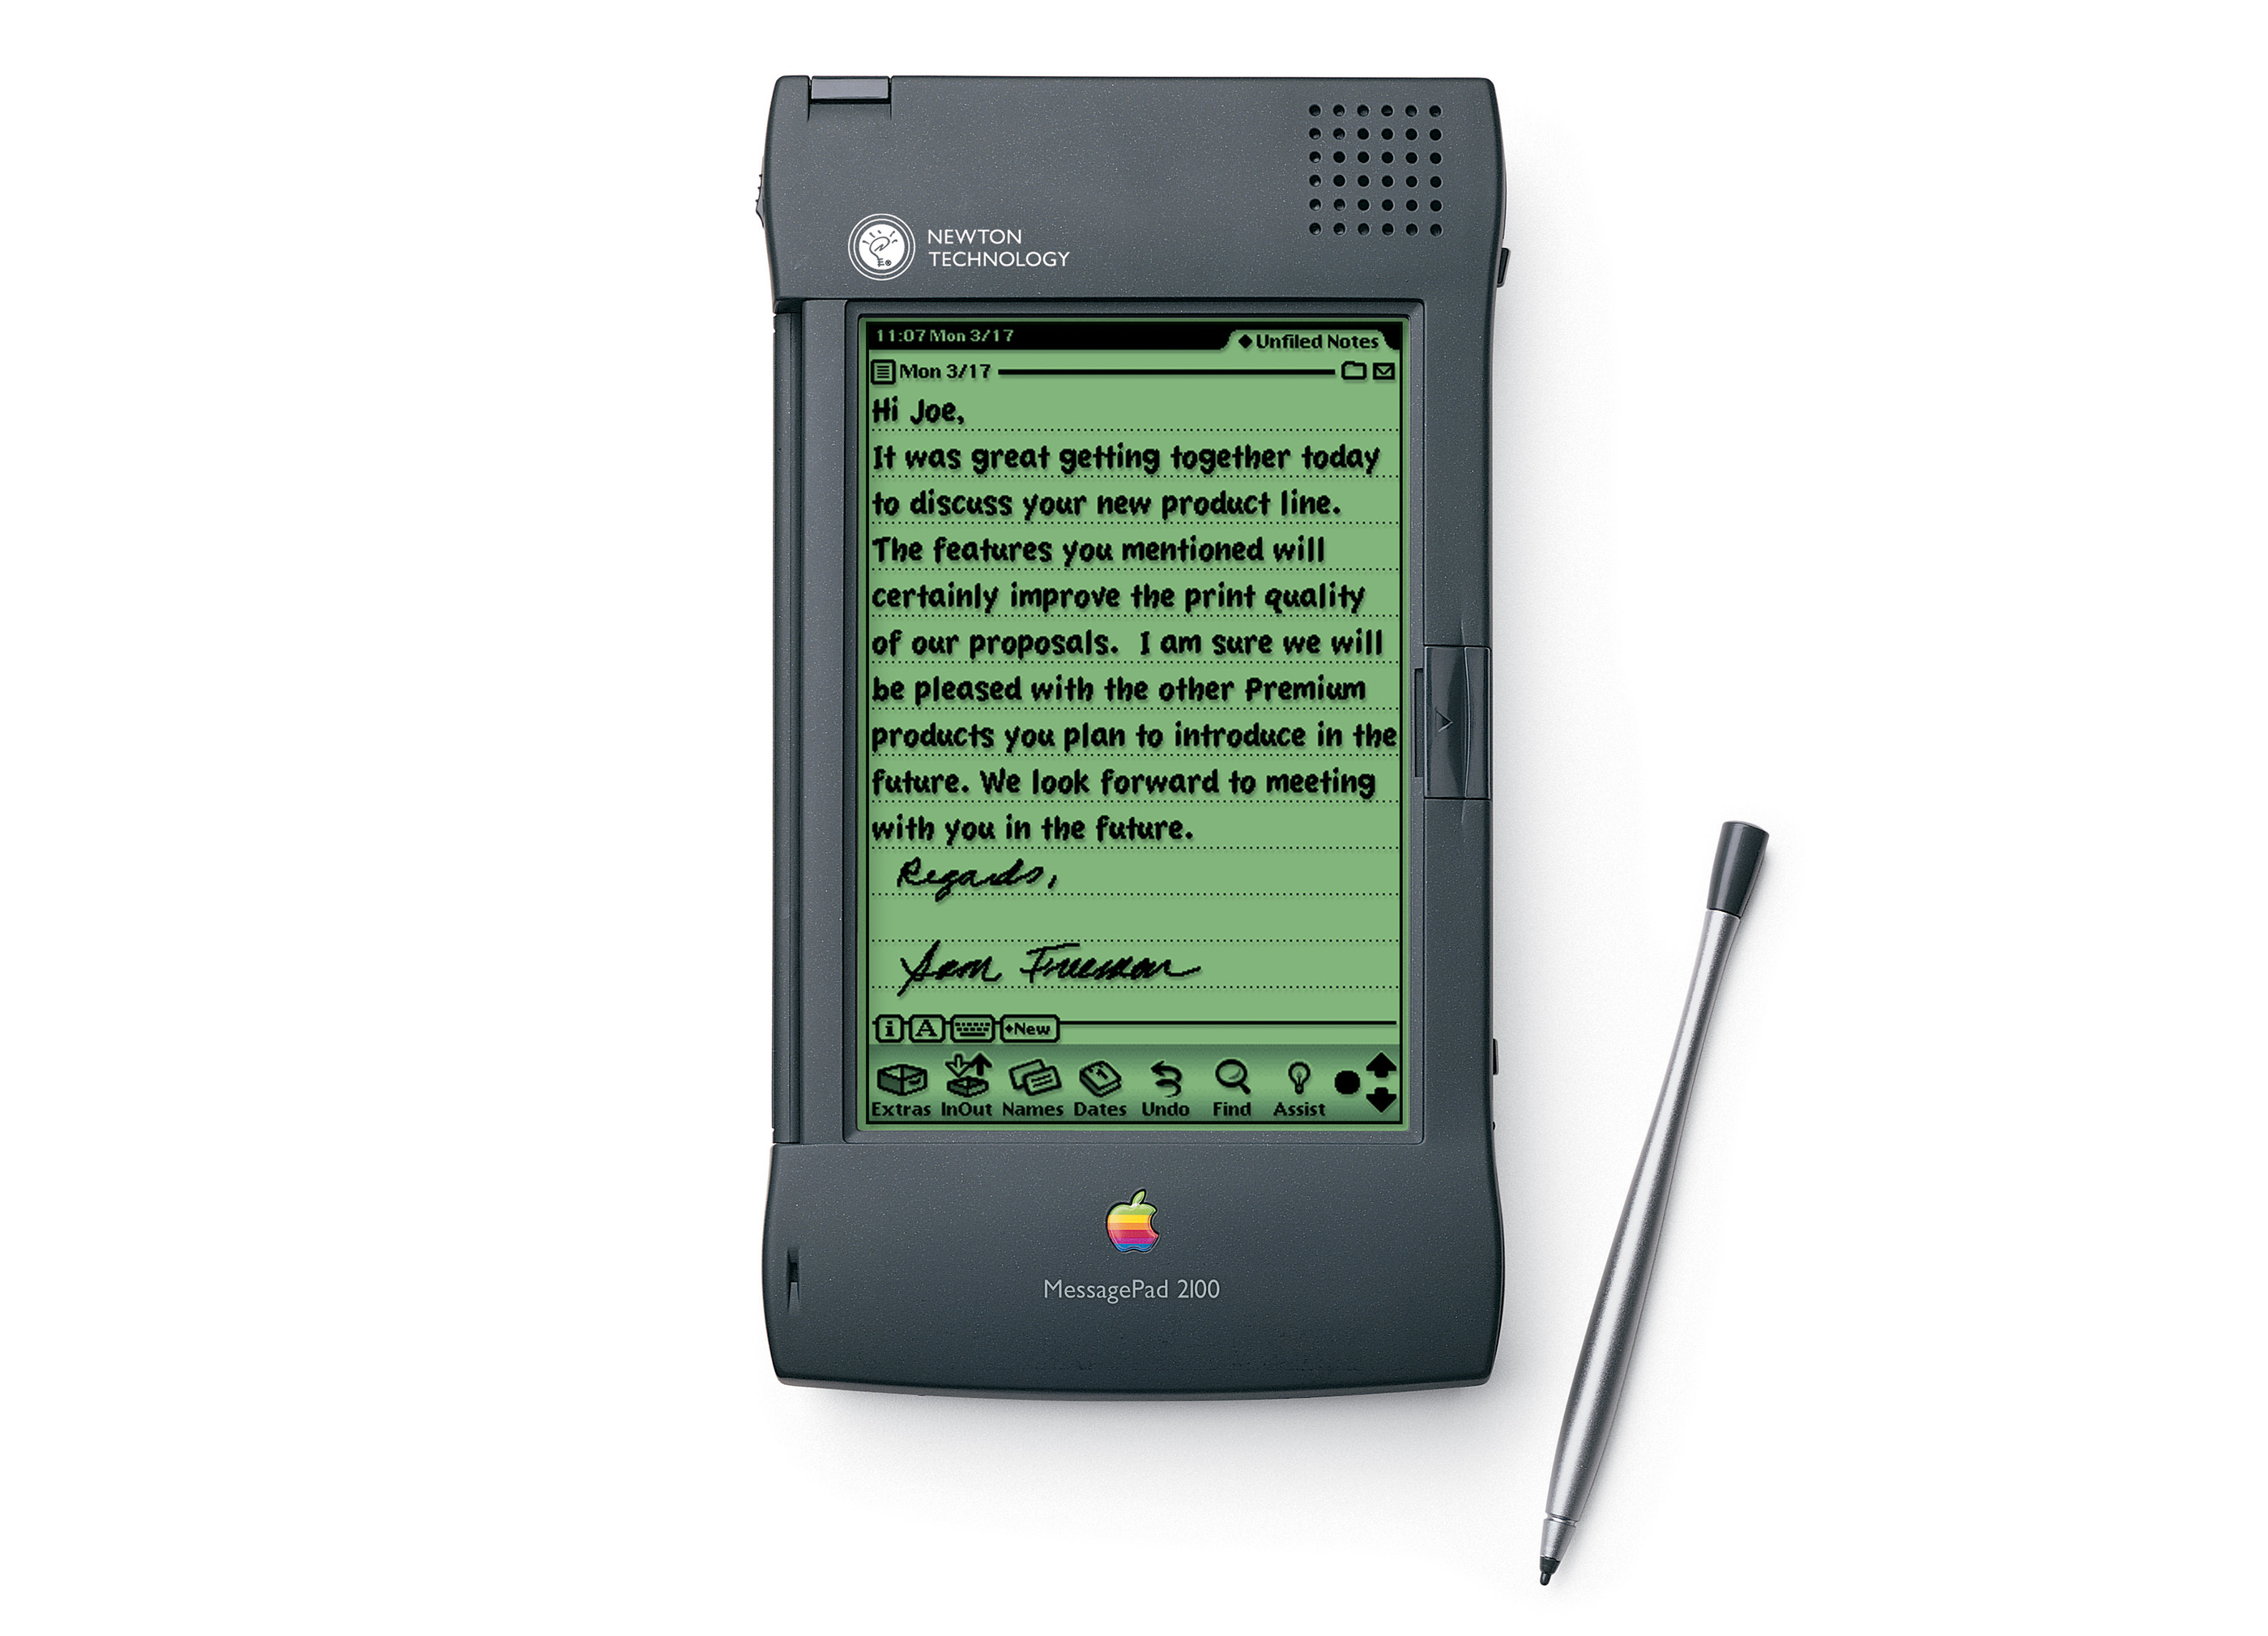 NEWTON
TECHNOLOGY
11:07 Mon 3/17
◆Unfiled Notes
Mon 3/17
Hi Joe,
It was great getting together today
to discuss your new product line.
The features you mentioned will
certainly improve the print quality
of our proposals.  I am sure we will
be pleased with the other Premium
products you plan to introduce in the
future. We look forward to meeting
with you in the future.
Regards,
Sam Freeman
i A ◆New
Extras InOut Names Dates Undo Find Assist
MessagePad 2100